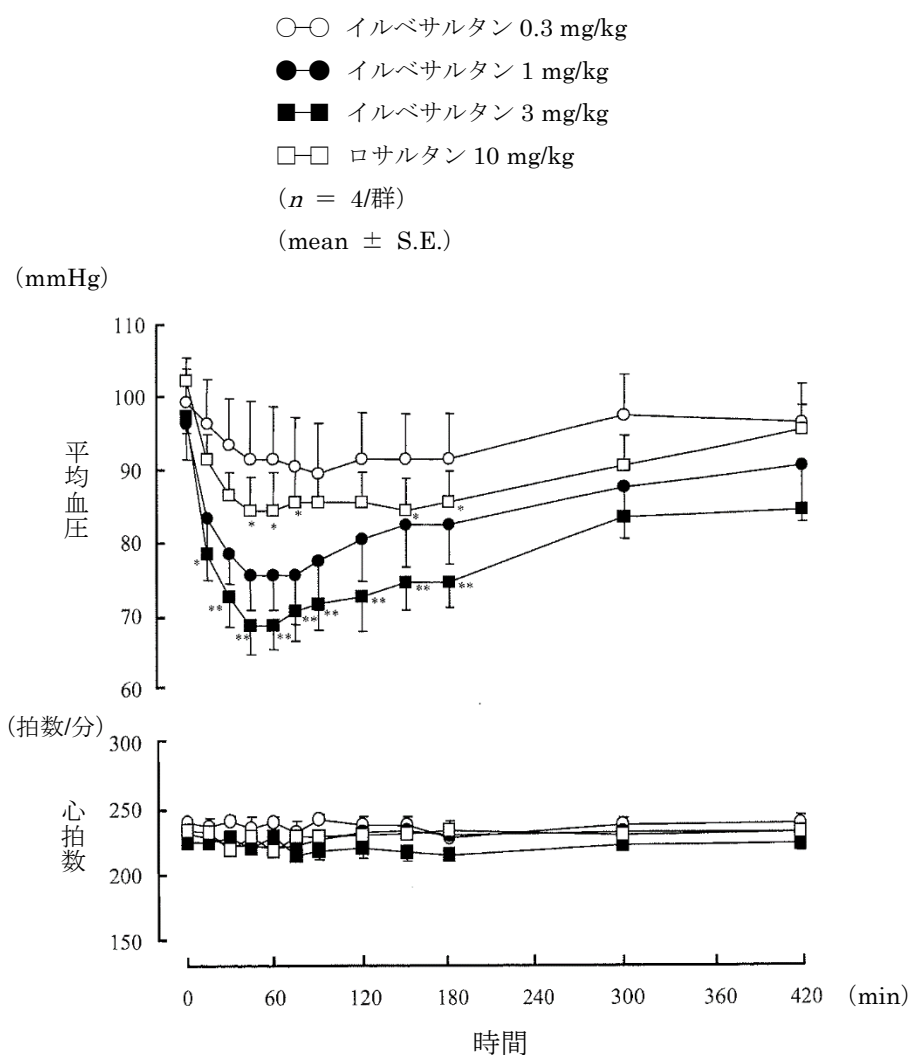 ○-○ イルベサルタン 0.3 mg/kg
●-● イルベサルタン 1 mg/kg
■-■ イルベサルタン 3 mg/kg
□-□ ロサルタン 10 mg/kg
(n = 4/群)
(mean ± S.E.)
(mmHg)
110
100
90
80
70
60
平均血圧
*
**
**
**
**
**
**
**
**
*
*
*
*
*
(拍数/分)
300
250
200
150
心拍数
0 60 120 180 240 300 360 420 (min)
時間